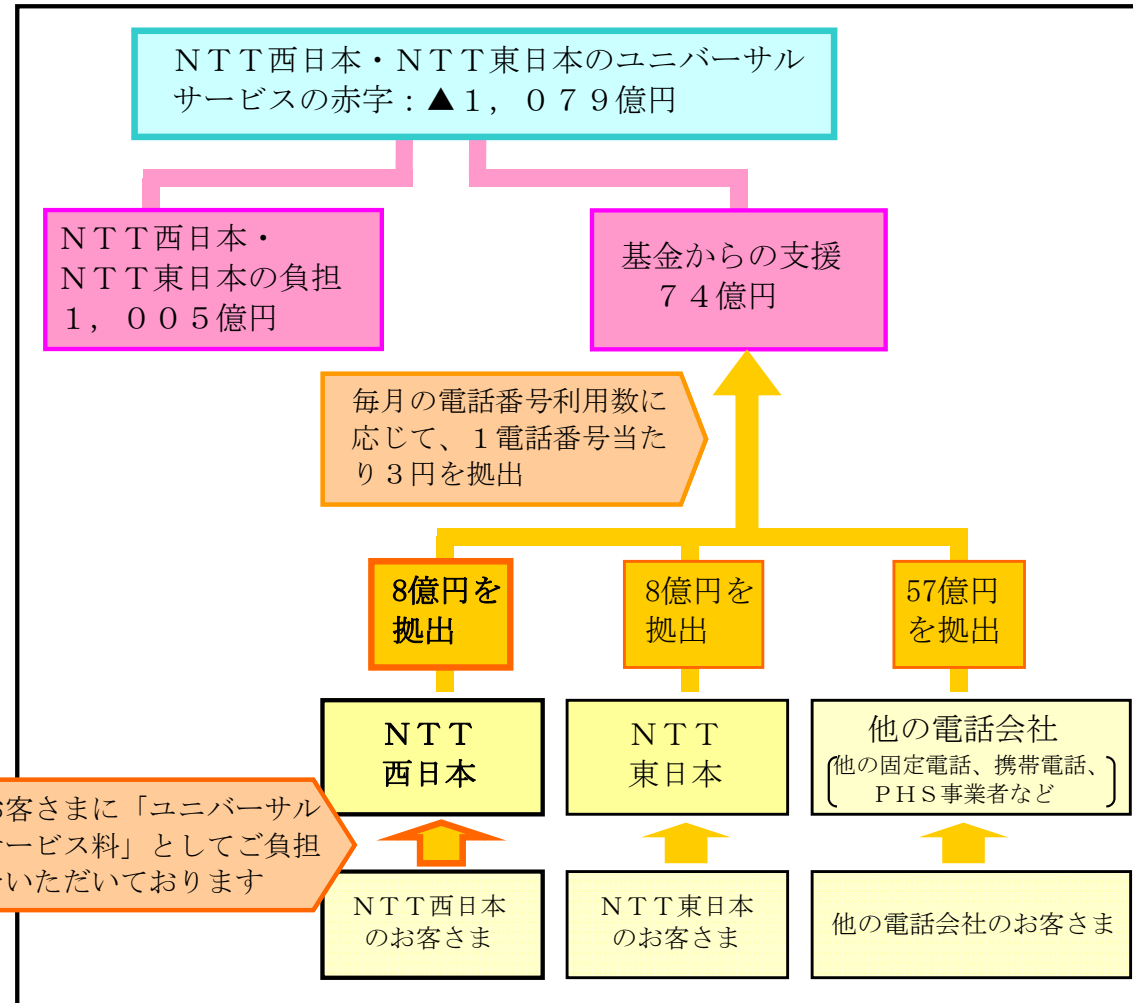 ＮＴＴ西日本・ＮＴＴ東日本のユニバーサル
サービスの赤字：▲１，０７９億円
ＮＴＴ西日本・
ＮＴＴ東日本の負担
１，００５億円
基金からの支援
７４億円
毎月の電話番号利用数に
応じて、１電話番号当た
り３円を拠出
8億円を
拠出
8億円を
拠出
57億円
を拠出
ＮＴＴ
西日本
ＮＴＴ
東日本
他の電話会社
他の固定電話、携帯電話、
ＰＨＳ事業者など
客さまに「ユニバーサル
ービス料」としてご負担
いただいております
ＮＴＴ西日本
のお客さま
ＮＴＴ東日本
のお客さま
他の電話会社のお客さま